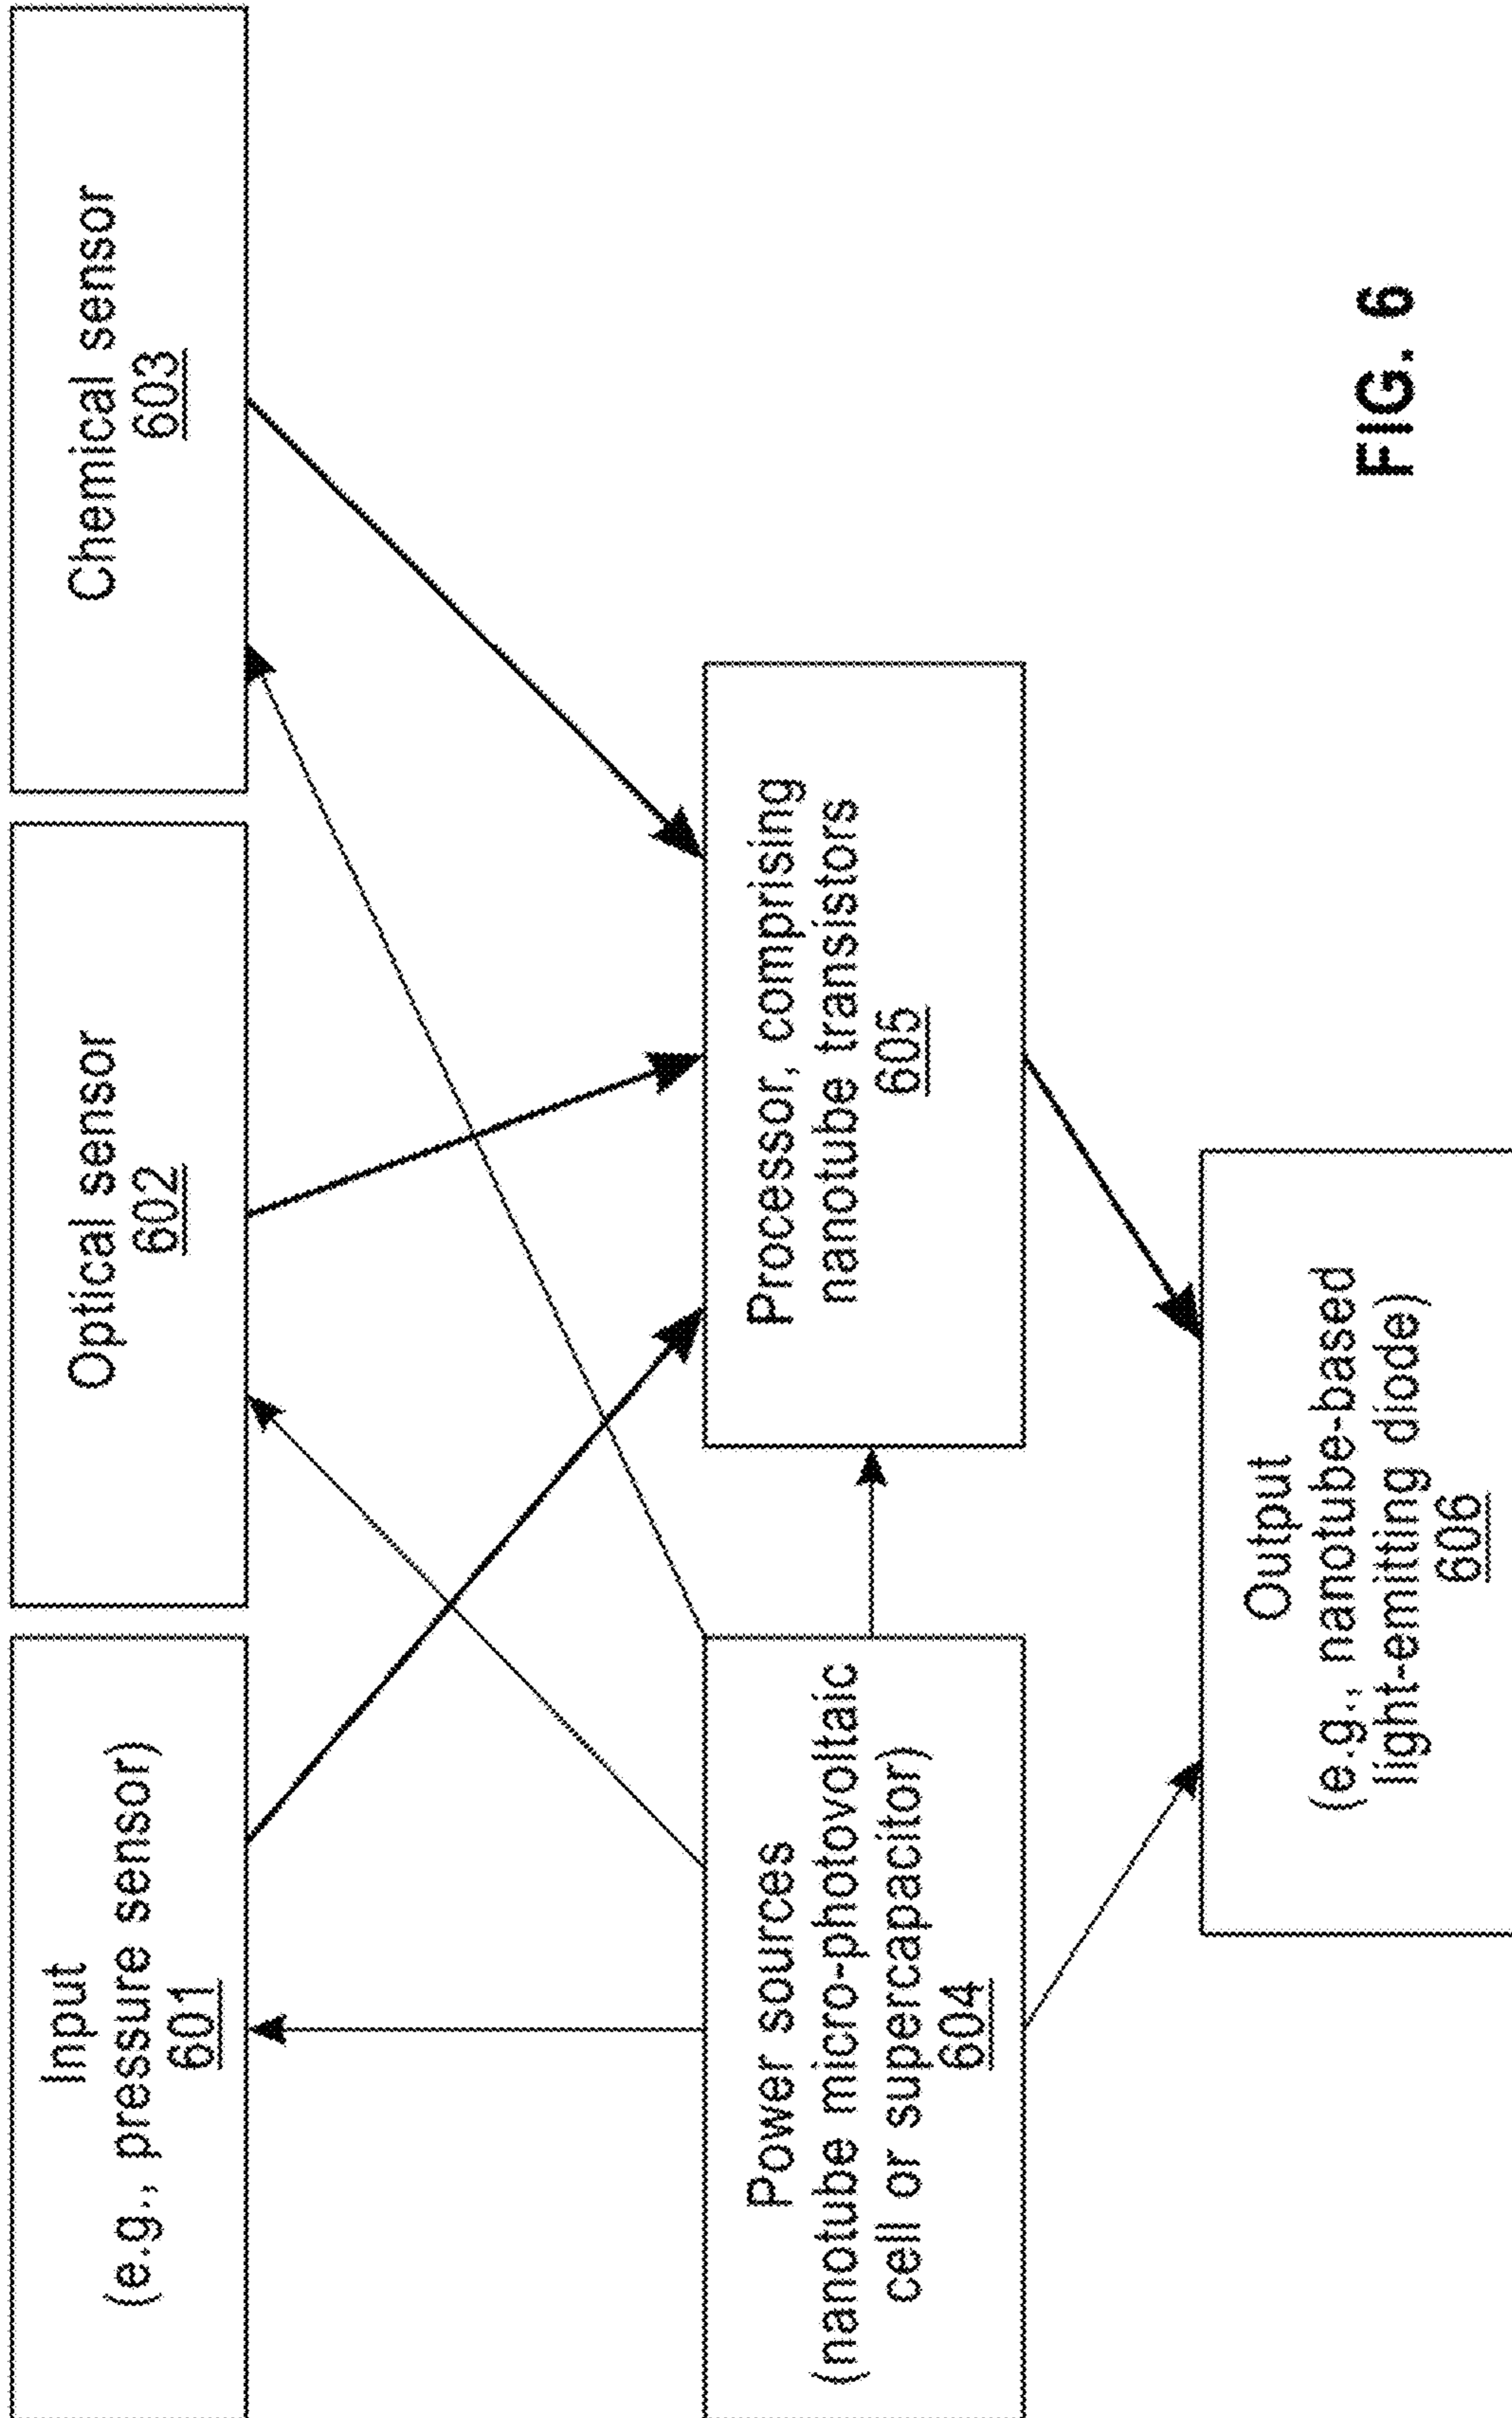 Input
(e.g., pressure sensor)
601
Optical sensor
602
Chemical sensor
603
Power sources
(nanotube micro-photovoltaic
cell or supercapacitor)
604
Processor, comprising
nanotube transistors
605
Output
(e.g., nanotube-based
light-emitting diode)
606
FIG. 6